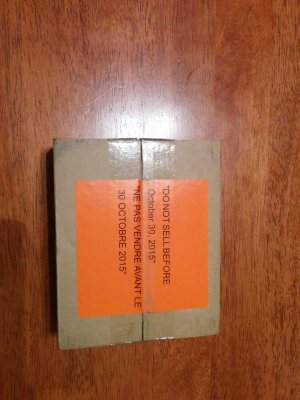 "DO NOT SELL BEFORE
October 30, 2015"
"NE PAS VENDRE AVANT LE
30 OCTOBRE 2015"